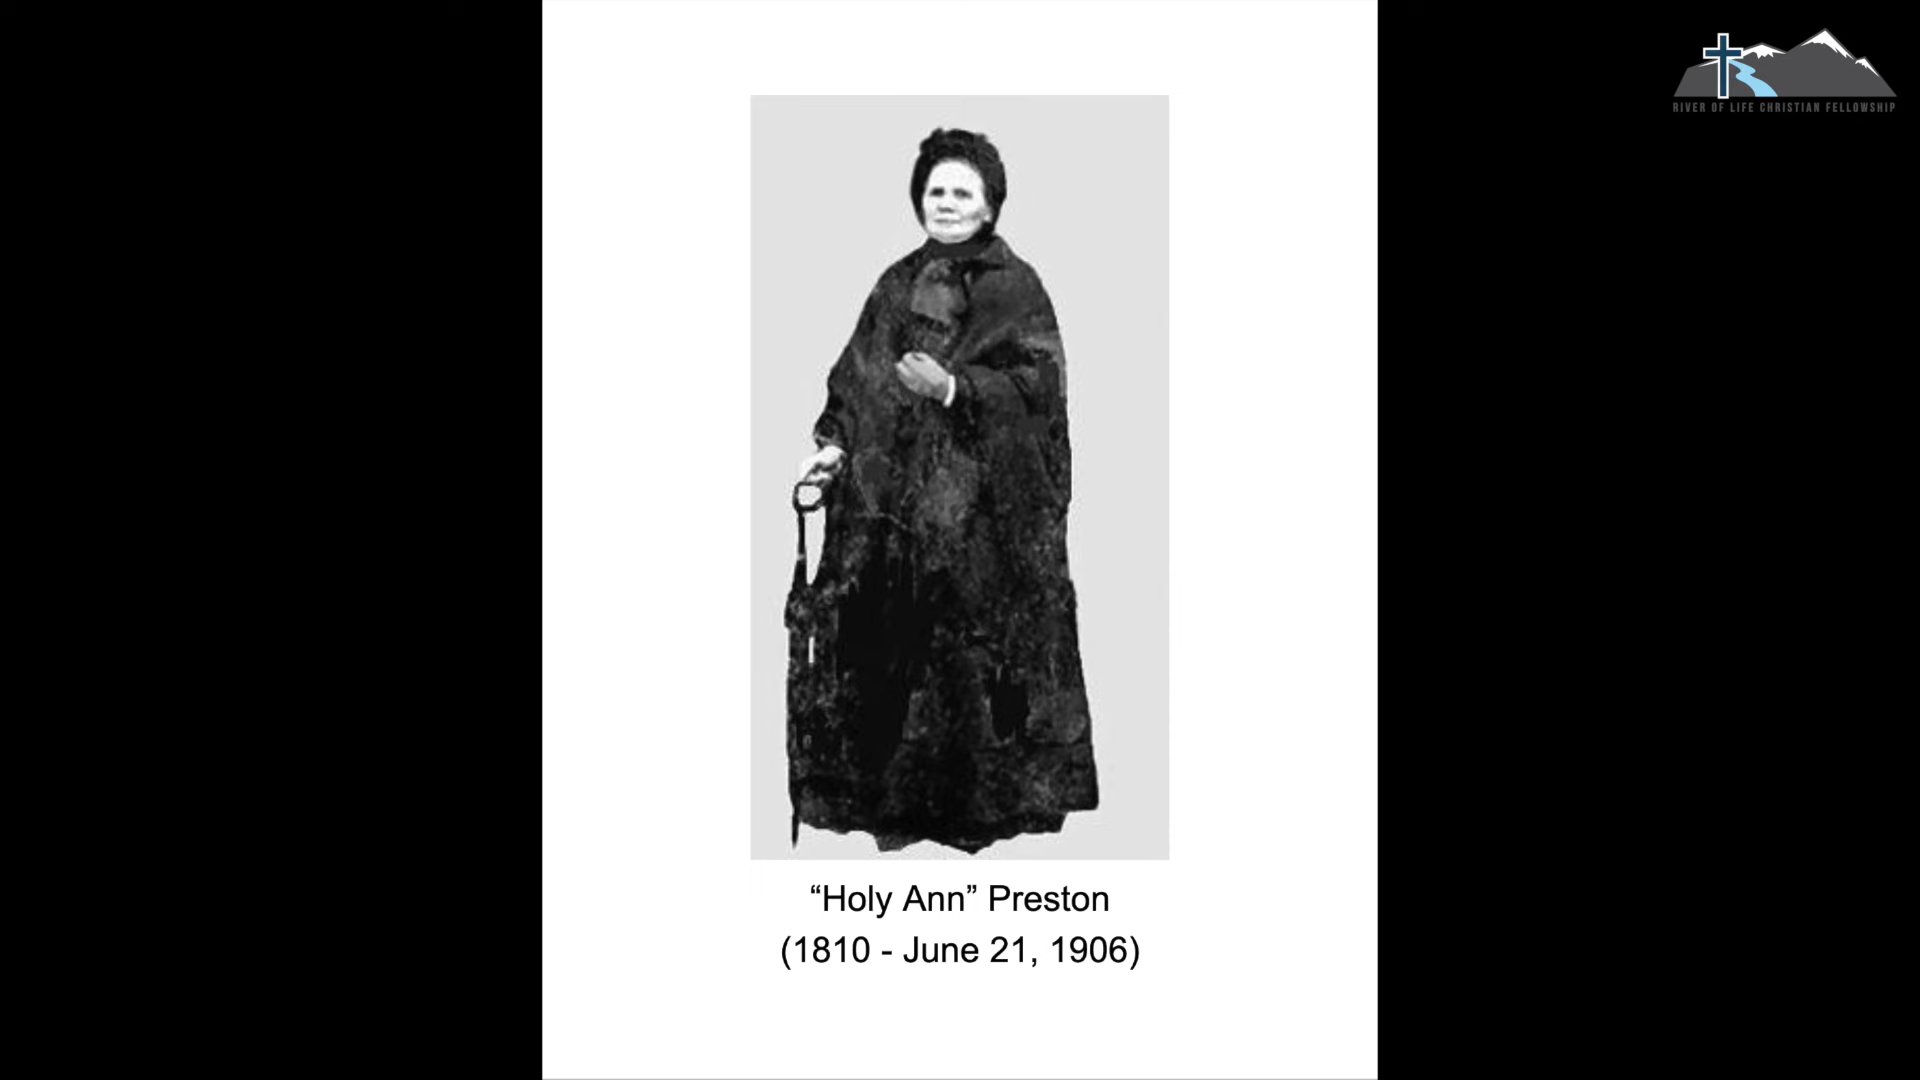 RIVER OF LIFE CHRISTIAN FELLOWSHIP
“Holy Ann” Preston
(1810 - June 21, 1906)